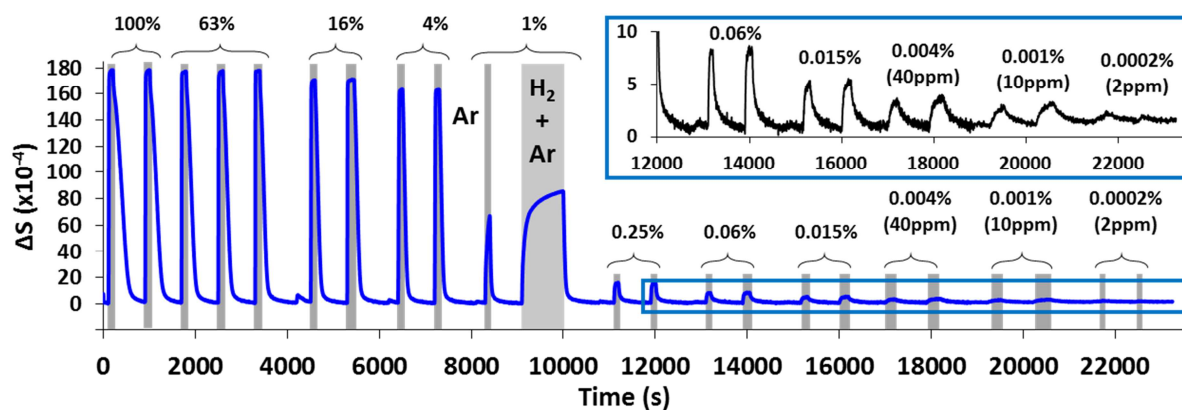 100%
63%
16%
4%
1%
ΔS (x10⁻⁴)
180
160
140
120
100
80
60
40
20
0
Ar
H₂
+
Ar
10
5
0
0.06%
0.015%
0.004%
(40ppm)
0.001%
(10ppm)
0.0002%
(2ppm)
12000 14000 16000 18000 20000 22000
0.25%
0.06%
0.015%
0.004%
(40ppm)
0.001%
(10ppm)
0.0002%
(2ppm)
0 2000 4000 6000 8000 10000 12000 14000 16000 18000 20000 22000
Time (s)